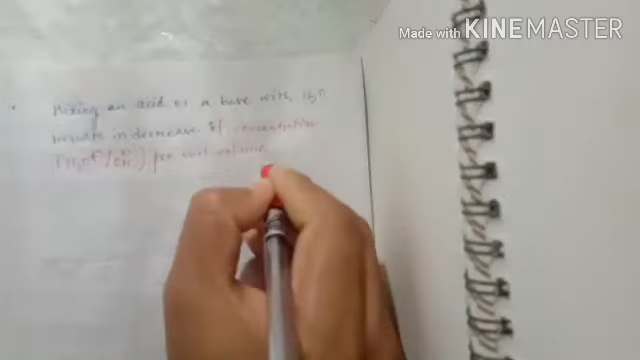 Made with KINEMASTER
Mixing an acid or a base with H₂O
results in decrease of concentration
[H₃O⁺/OH⁻] per unit volume